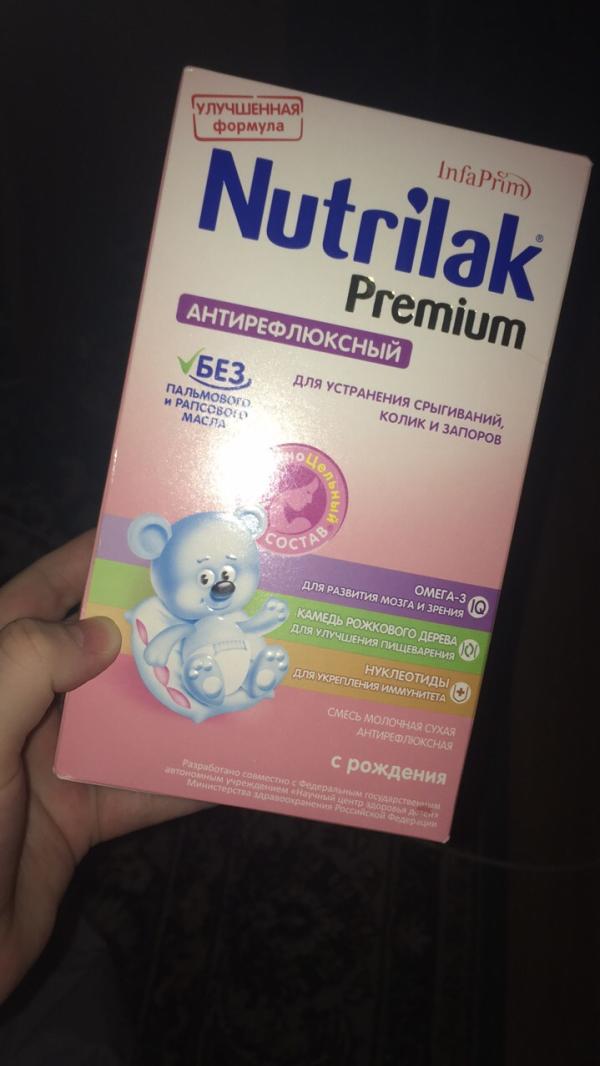 УЛУЧШЕННАЯ
формула
InfaPrim
Nutrilak®
Premium
АНТИРЕФЛЮКСНЫЙ
БЕЗ
ПАЛЬМОВОГО
И РАПСОВОГО
МАСЛА
ДЛЯ УСТРАНЕНИЯ СРЫГИВАНИЙ,
КОЛИК И ЗАПОРОВ
СОСТАВ
ОМЕГА-3
ДЛЯ РАЗВИТИЯ МОЗГА И ЗРЕНИЯ
IQ
КАМЕДЬ РОЖКОВОГО ДЕРЕВА
ДЛЯ УЛУЧШЕНИЯ ПИЩЕВАРЕНИЯ
НУКЛЕОТИДЫ
ДЛЯ УКРЕПЛЕНИЯ ИММУНИТЕТА
СМЕСЬ МОЛОЧНАЯ СУХАЯ
АНТИРЕФЛЮКСНАЯ
с рождения
Разработано совместно с Федеральным государственным
автономным учреждением «Научный центр здоровья детей»
Министерства здравоохранения Российской Федерации